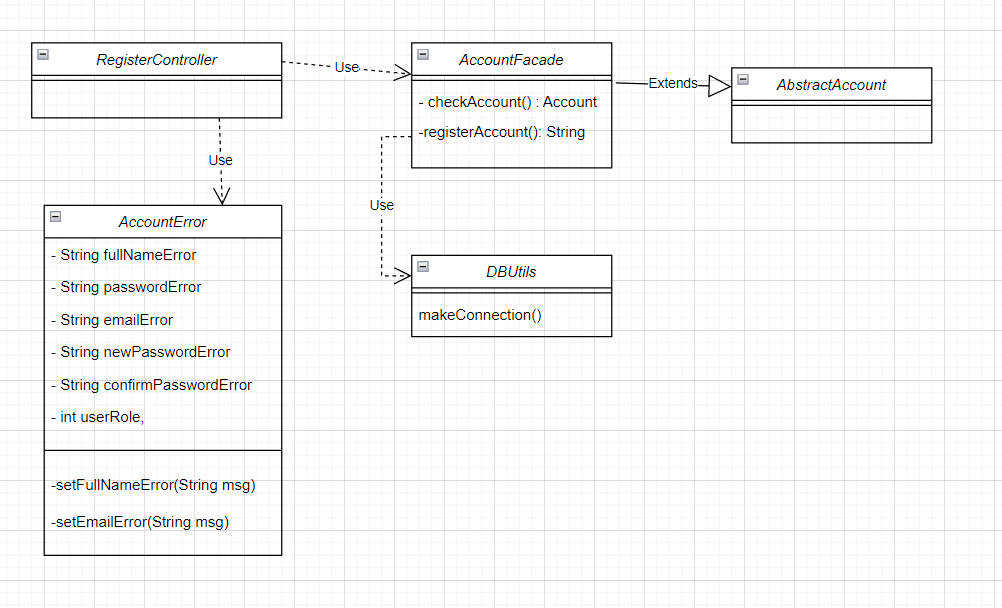 RegisterController
Use
AccountFacade
- checkAccount() : Account
-registerAccount(): String
Extends
AbstractAccount
Use
AccountError
- String fullNameError
- String passwordError
- String emailError
- String newPasswordError
- String confirmPasswordError
- int userRole,
-setFullNameError(String msg)
-setEmailError(String msg)
Use
DBUtils
makeConnection()